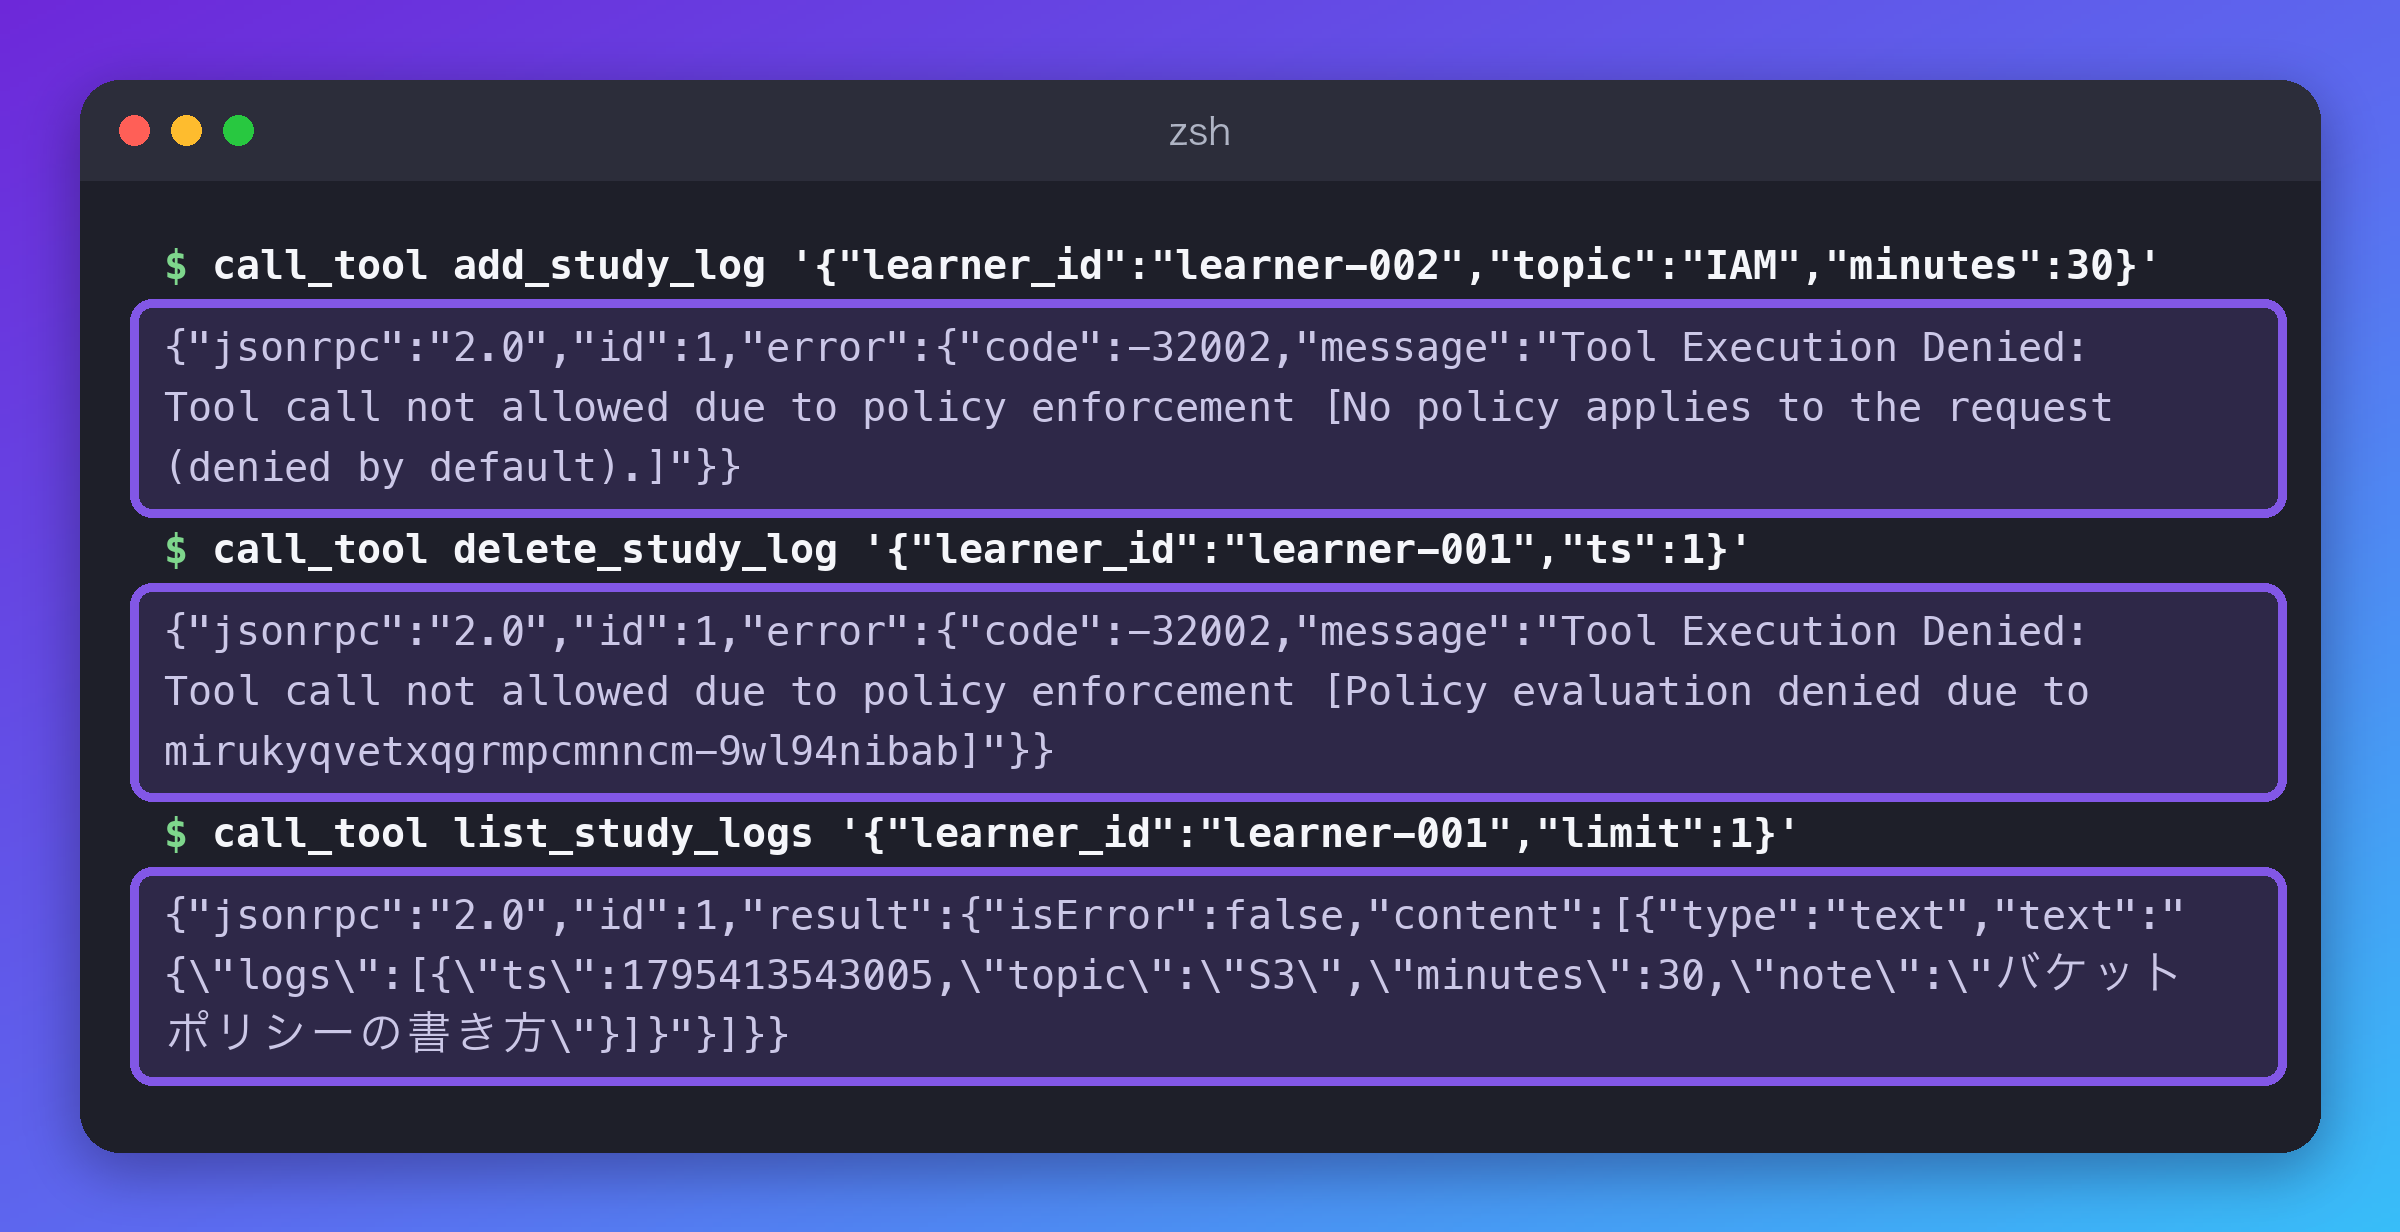 zsh
$ call_tool add_study_log '{"learner_id":"learner-002","topic":"IAM","minutes":30}'
{"jsonrpc":"2.0","id":1,"error":{"code":-32002,"message":"Tool Execution Denied:
Tool call not allowed due to policy enforcement [No policy applies to the request
(denied by default).]"}}
$ call_tool delete_study_log '{"learner_id":"learner-001","ts":1}'
{"jsonrpc":"2.0","id":1,"error":{"code":-32002,"message":"Tool Execution Denied:
Tool call not allowed due to policy enforcement [Policy evaluation denied due to
mirukyqvetxqgrmpcmnncm-9wl94nibab]"}}
$ call_tool list_study_logs '{"learner_id":"learner-001","limit":1}'
{"jsonrpc":"2.0","id":1,"result":{"isError":false,"content":[{"type":"text","text":"
{\"logs\":[{\"ts\":1795413543005,\"topic\":\"S3\",\"minutes\":30,\"note\":\"バケット
ポリシーの書き方\"}]}"}]}}